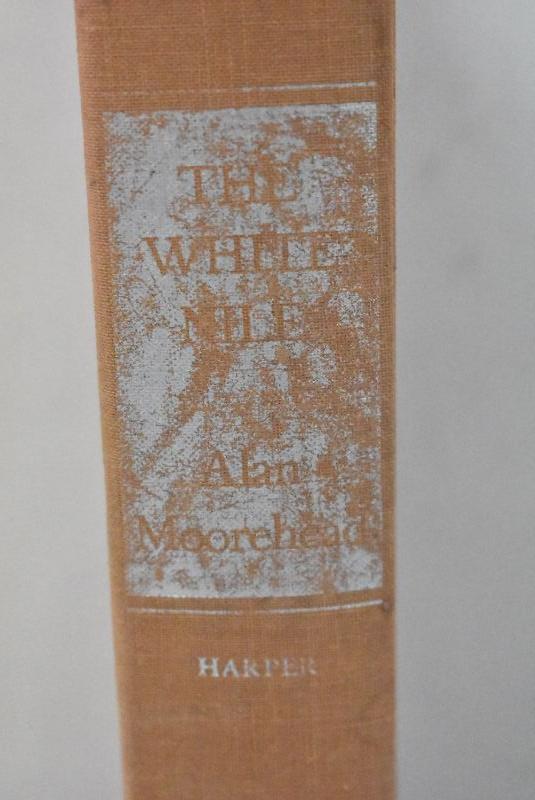 THE
WHITE
NILE
Alan
Moorehead
HARPER